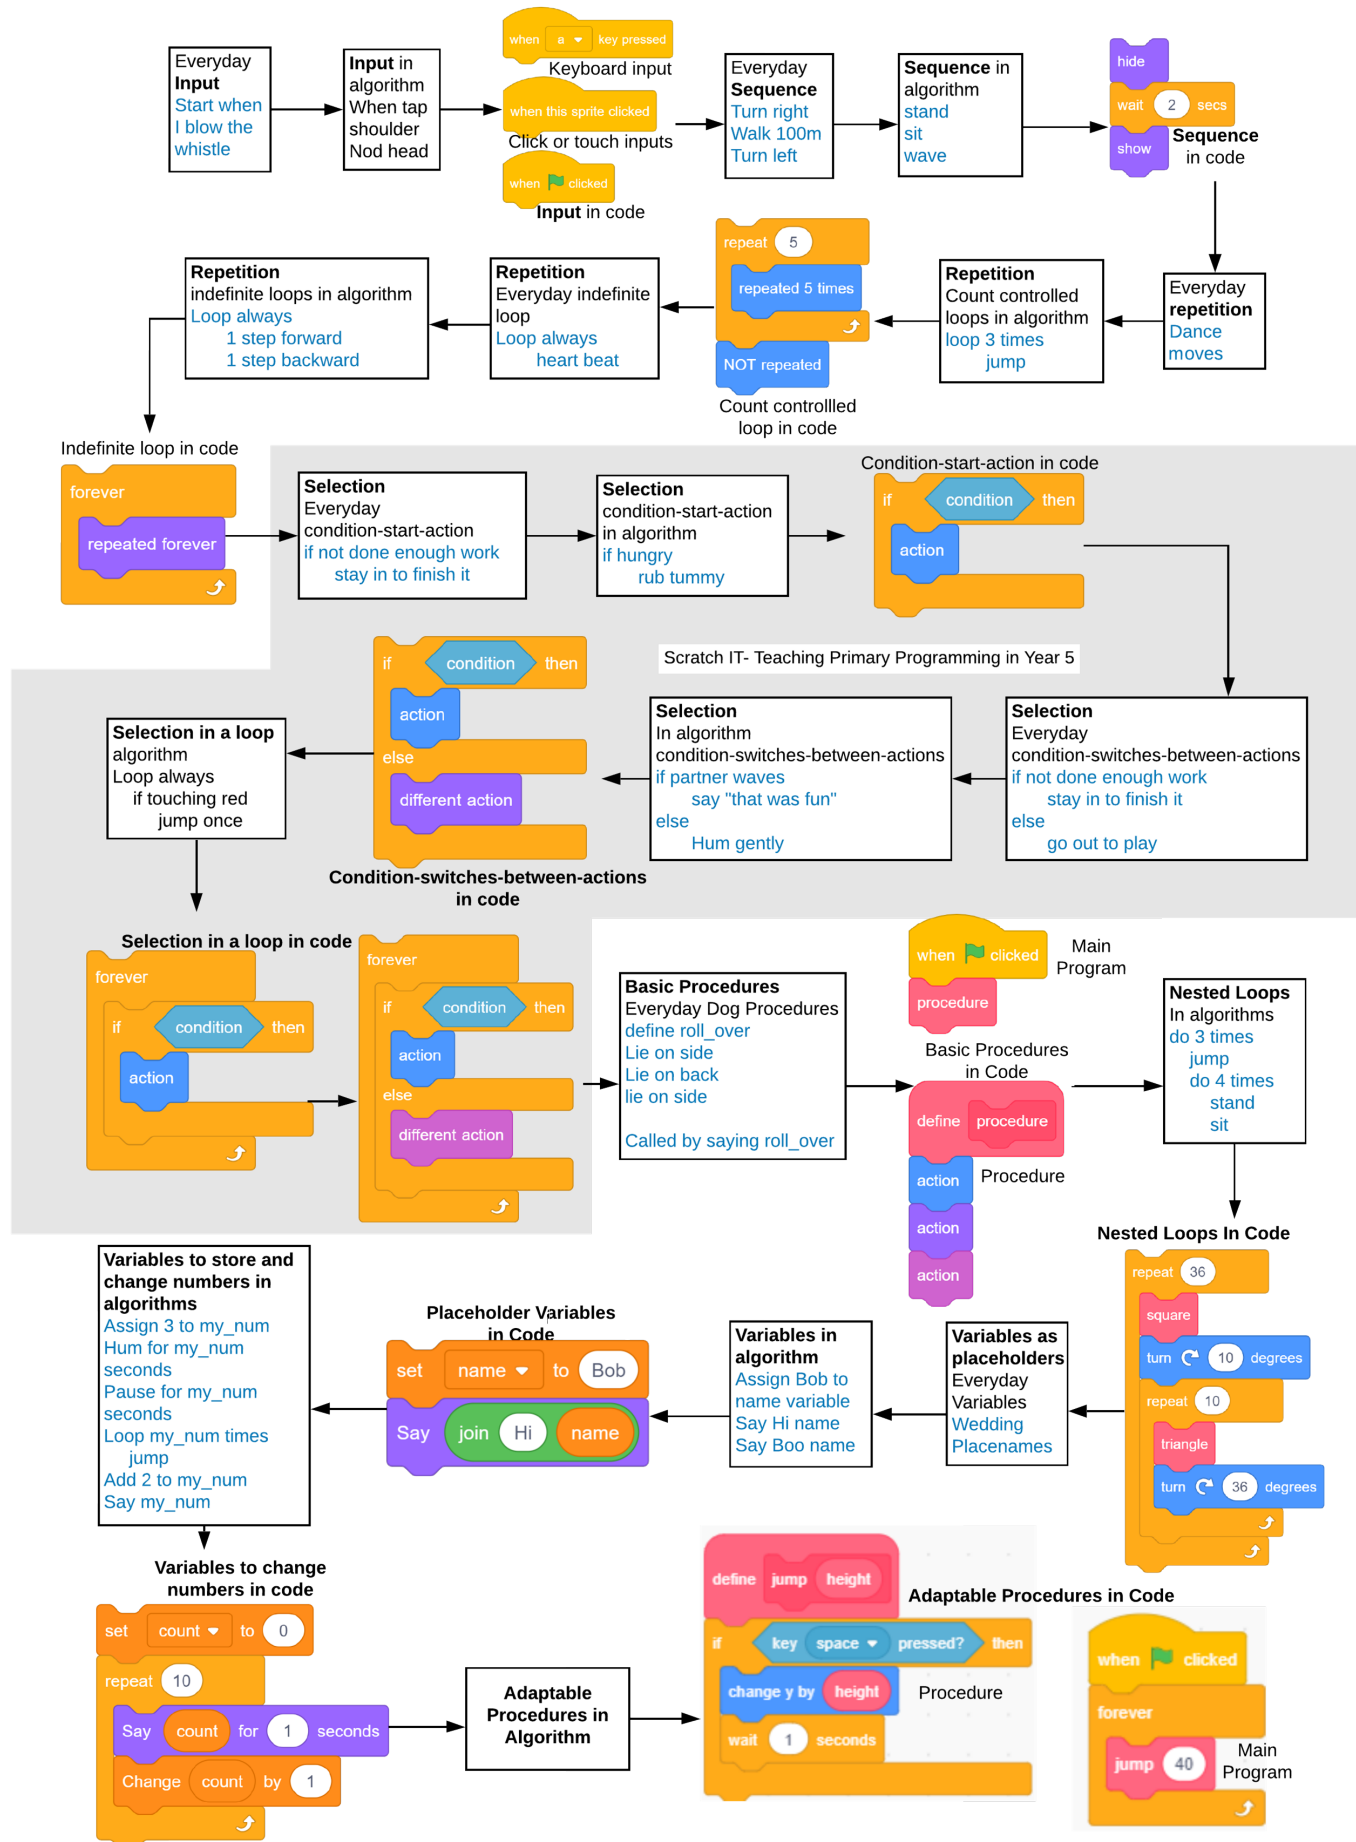 Everyday
Input
Start when
I blow the
whistle
Input in
algorithm
When tap
shoulder
Nod head
when a key pressed
Keyboard input
when this sprite clicked
Click or touch inputs
when clicked
Input in code
Everyday
Sequence
Turn right
Walk 100m
Turn left
Sequence in
algorithm
stand
sit
wave
hide
wait 2 secs
show
Sequence
in code
Everyday
repetition
Dance
moves
Repetition
Count controlled
loops in algorithm
loop 3 times
jump
repeat 5
repeated 5 times
NOT repeated
Count controllled
loop in code
Repetition
Everyday indefinite
loop
Loop always
heart beat
Repetition
indefinite loops in algorithm
Loop always
1 step forward
1 step backward
Indefinite loop in code
forever
repeated forever
Selection
Everyday
condition-start-action
if not done enough work
stay in to finish it
Selection
condition-start-action
in algorithm
if hungry
rub tummy
Condition-start-action in code
if condition then
action
Scratch IT- Teaching Primary Programming in Year 5
Selection
Everyday
condition-switches-between-actions
if not done enough work
stay in to finish it
else
go out to play
Selection
In algorithm
condition-switches-between-actions
if partner waves
say "that was fun"
else
Hum gently
if condition then
action
else
different action
Condition-switches-between-actions
in code
Selection in a loop
algorithm
Loop always
if touching red
jump once
Selection in a loop in code
forever
if condition then
action
forever
if condition then
action
else
different action
Basic Procedures
Everyday Dog Procedures
define roll_over
Lie on side
Lie on back
lie on side
Called by saying roll_over
when clicked
procedure
Main
Program
Basic Procedures
in Code
define procedure
action
action
action
Procedure
Nested Loops
In algorithms
do 3 times
jump
do 4 times
stand
sit
Nested Loops In Code
repeat 36
square
turn 10 degrees
repeat 10
triangle
turn 36 degrees
Variables as
placeholders
Everyday
Variables
Wedding
Placenames
Variables in
algorithm
Assign Bob to
name variable
Say Hi name
Say Boo name
Placeholder Variables
in Code
set name to Bob
Say join Hi name
Variables to store and
change numbers in
algorithms
Assign 3 to my_num
Hum for my_num
seconds
Pause for my_num
seconds
Loop my_num times
jump
Add 2 to my_num
Say my_num
Variables to change
numbers in code
set count to 0
repeat 10
Say count for 1 seconds
Change count by 1
Adaptable
Procedures in
Algorithm
Adaptable Procedures in Code
define jump height
if key space pressed? then
change y by height
wait 1 seconds
Procedure
when clicked
forever
jump 40
Main
Program